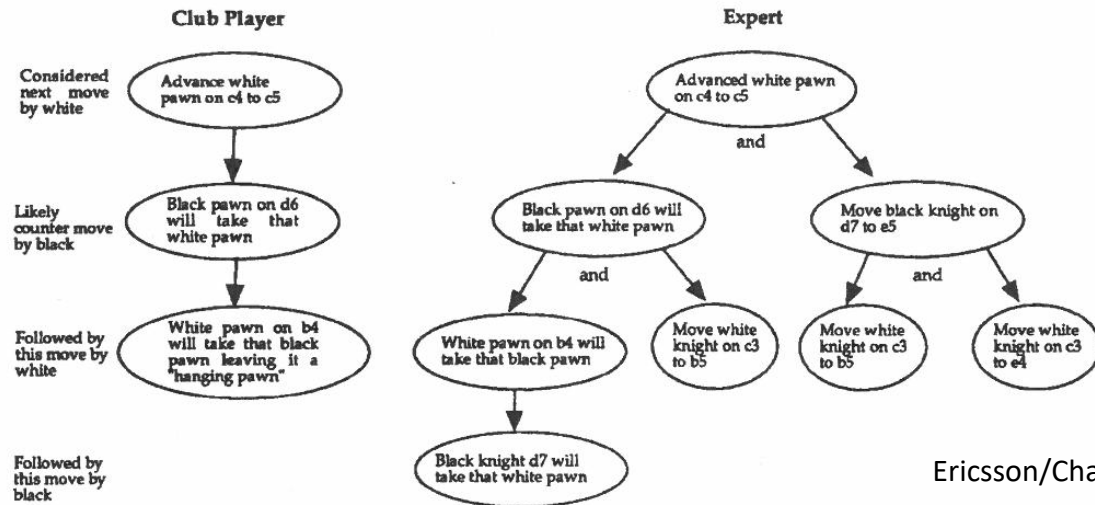 Club Player
Expert
Considered
next move
by white
Advance white
pawn on c4 to c5
Advanced white pawn
on c4 to c5
and
Likely
counter move
by black
Black pawn on d6
will take that
white pawn
Black pawn on d6 will
take that white pawn
Move black knight on
d7 to e5
and
and
Followed by
this move by
white
White pawn on b4
will take that black
pawn leaving it a
"hanging pawn"
White pawn on b4 will
take that black pawn
Move white
knight on c3
to b5
Move white
knight on c3
to b5
Move white
knight on c3
to e4
Followed by
this move by
black
Black knight d7 will
take that white pawn
Ericsson/Cha